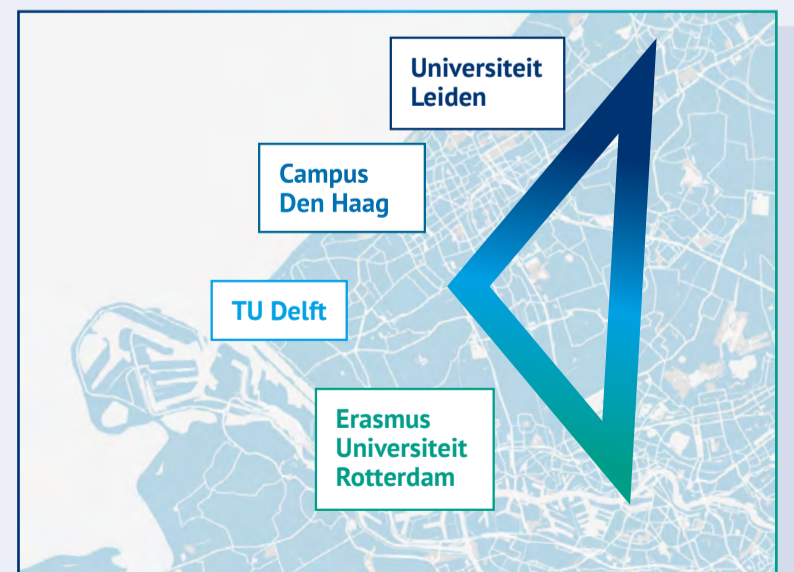 Universiteit
Leiden
Campus
Den Haag
TU Delft
Erasmus
Universiteit
Rotterdam